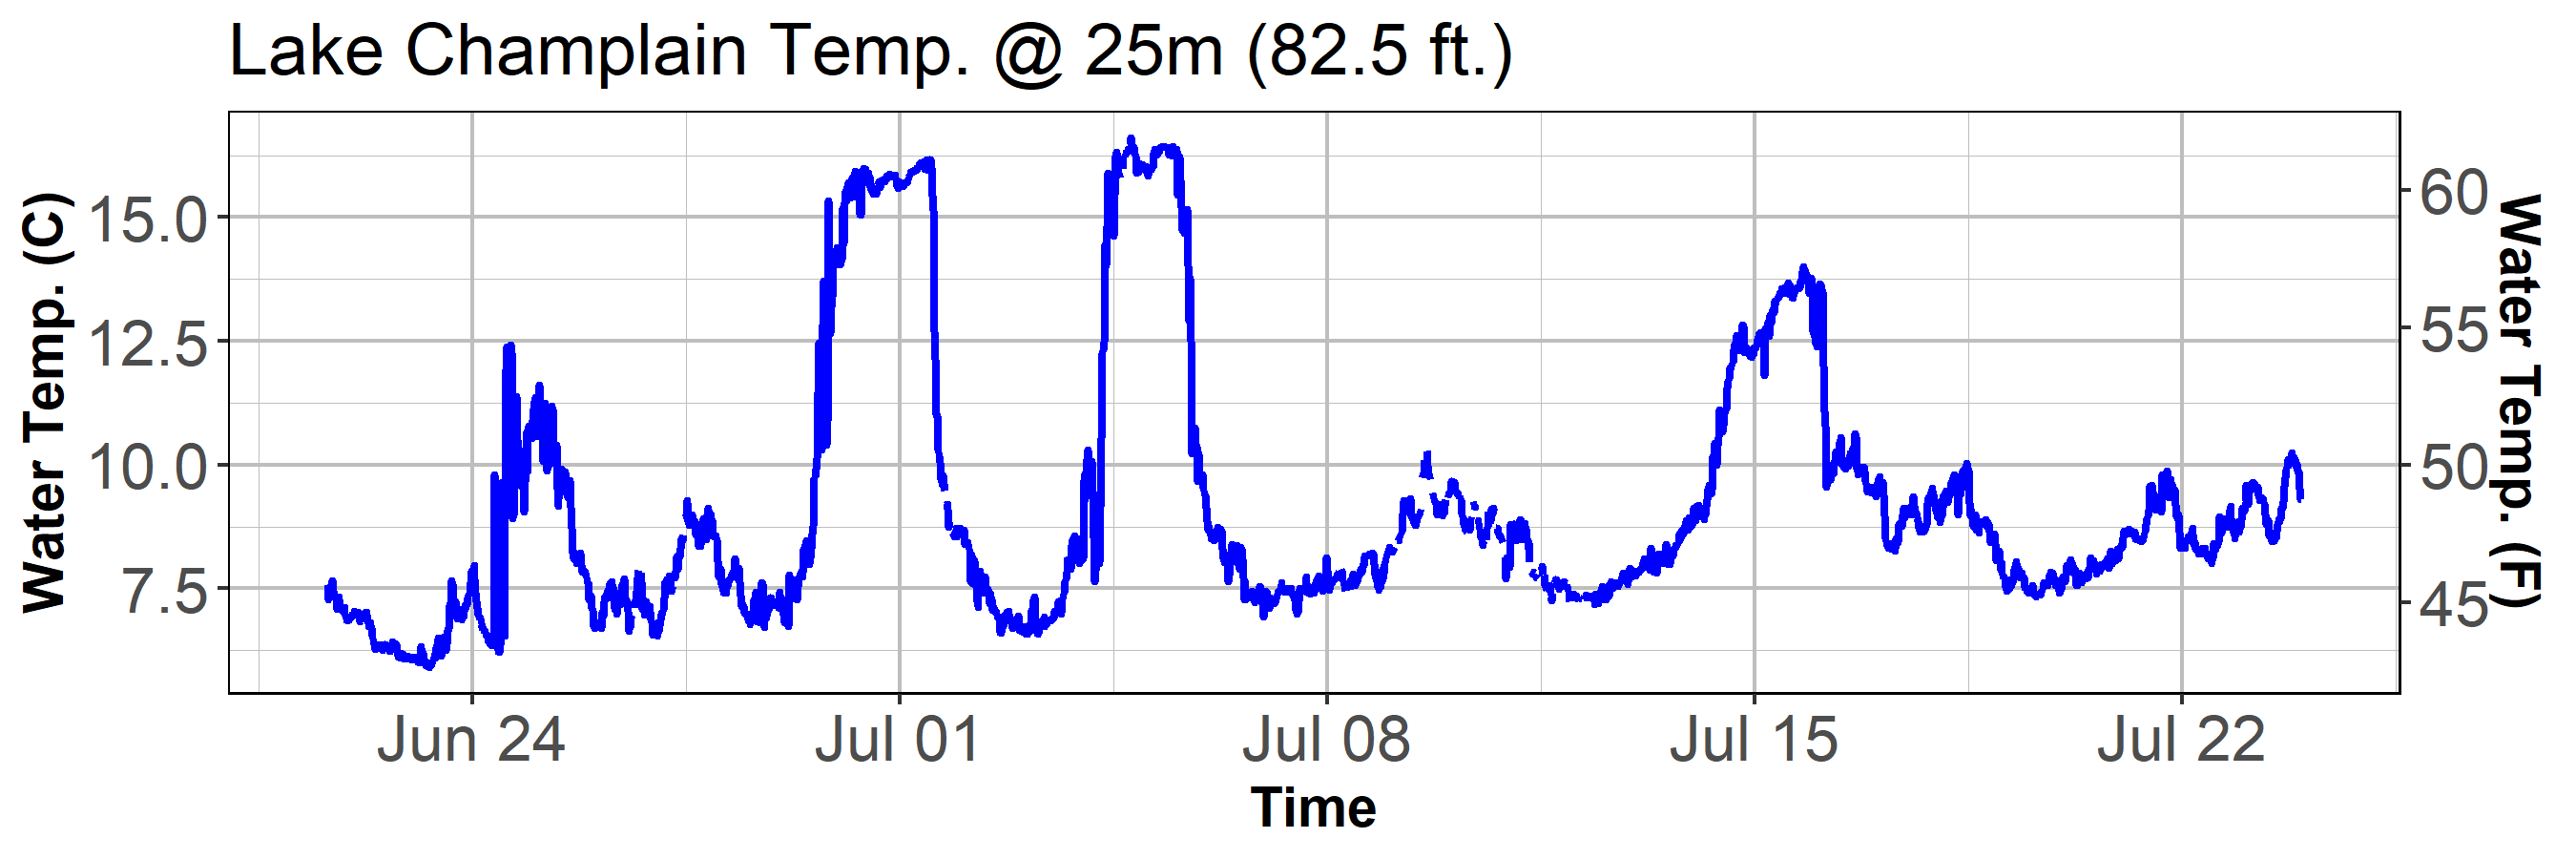 Lake Champlain Temp. @ 25m (82.5 ft.)
Water Temp. (C)
15.0
12.5
10.0
7.5
60
55
50
45
Water Temp. (F)
Jun 24 Jul 01 Jul 08 Jul 15 Jul 22
Time